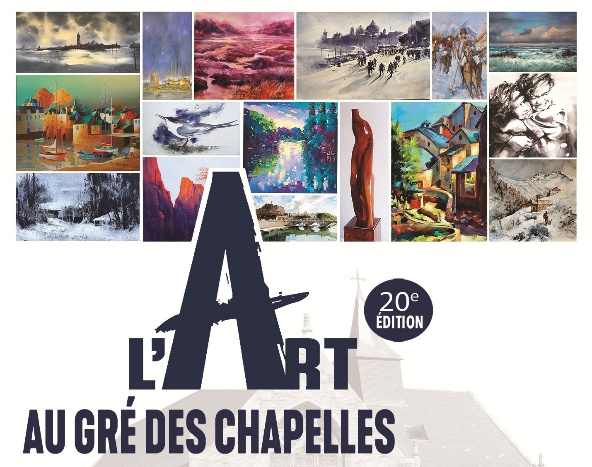 20e
ÉDITION
L'ART
AU GRÉ DES CHAPELLES